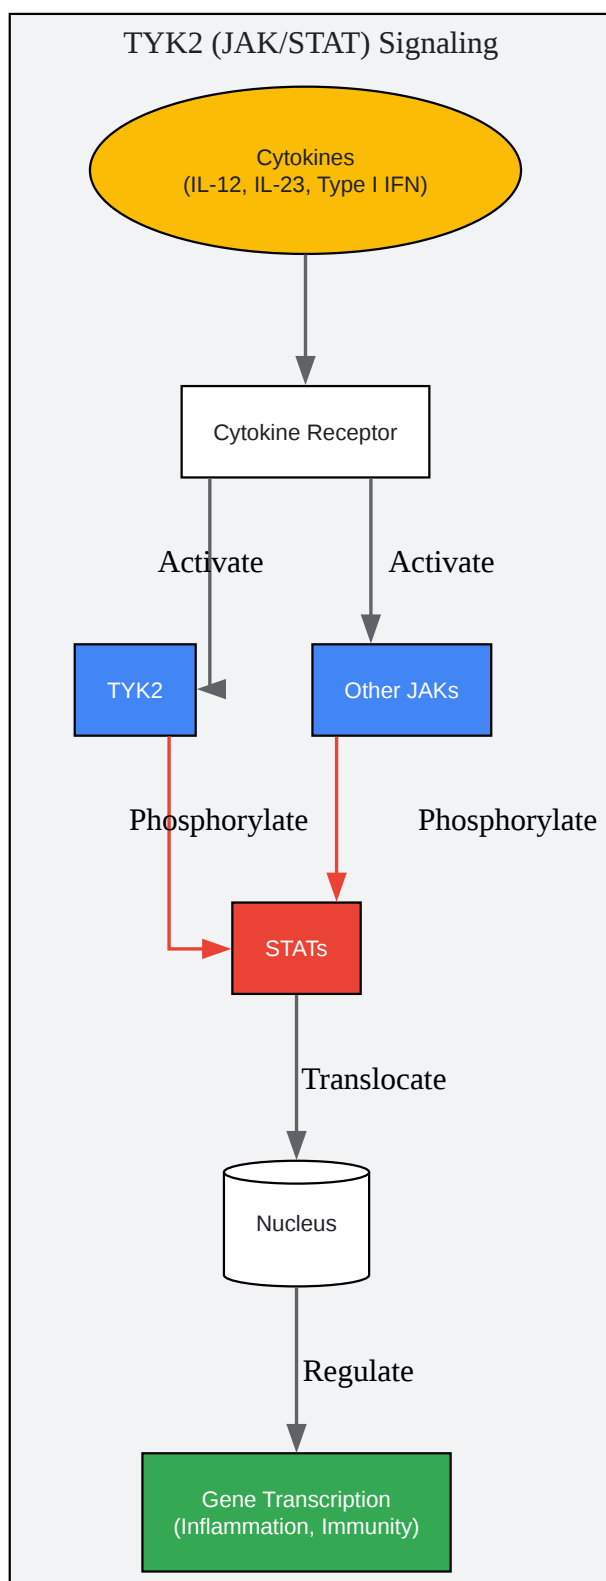 TYK2 (JAK/STAT) Signaling
Cytokines
(IL-12, IL-23, Type I IFN)
Cytokine Receptor
Activate
Activate
TYK2
Other JAKs
Phosphorylate
Phosphorylate
STATs
Translocate
Nucleus
Regulate
Gene Transcription
(Inflammation, Immunity)